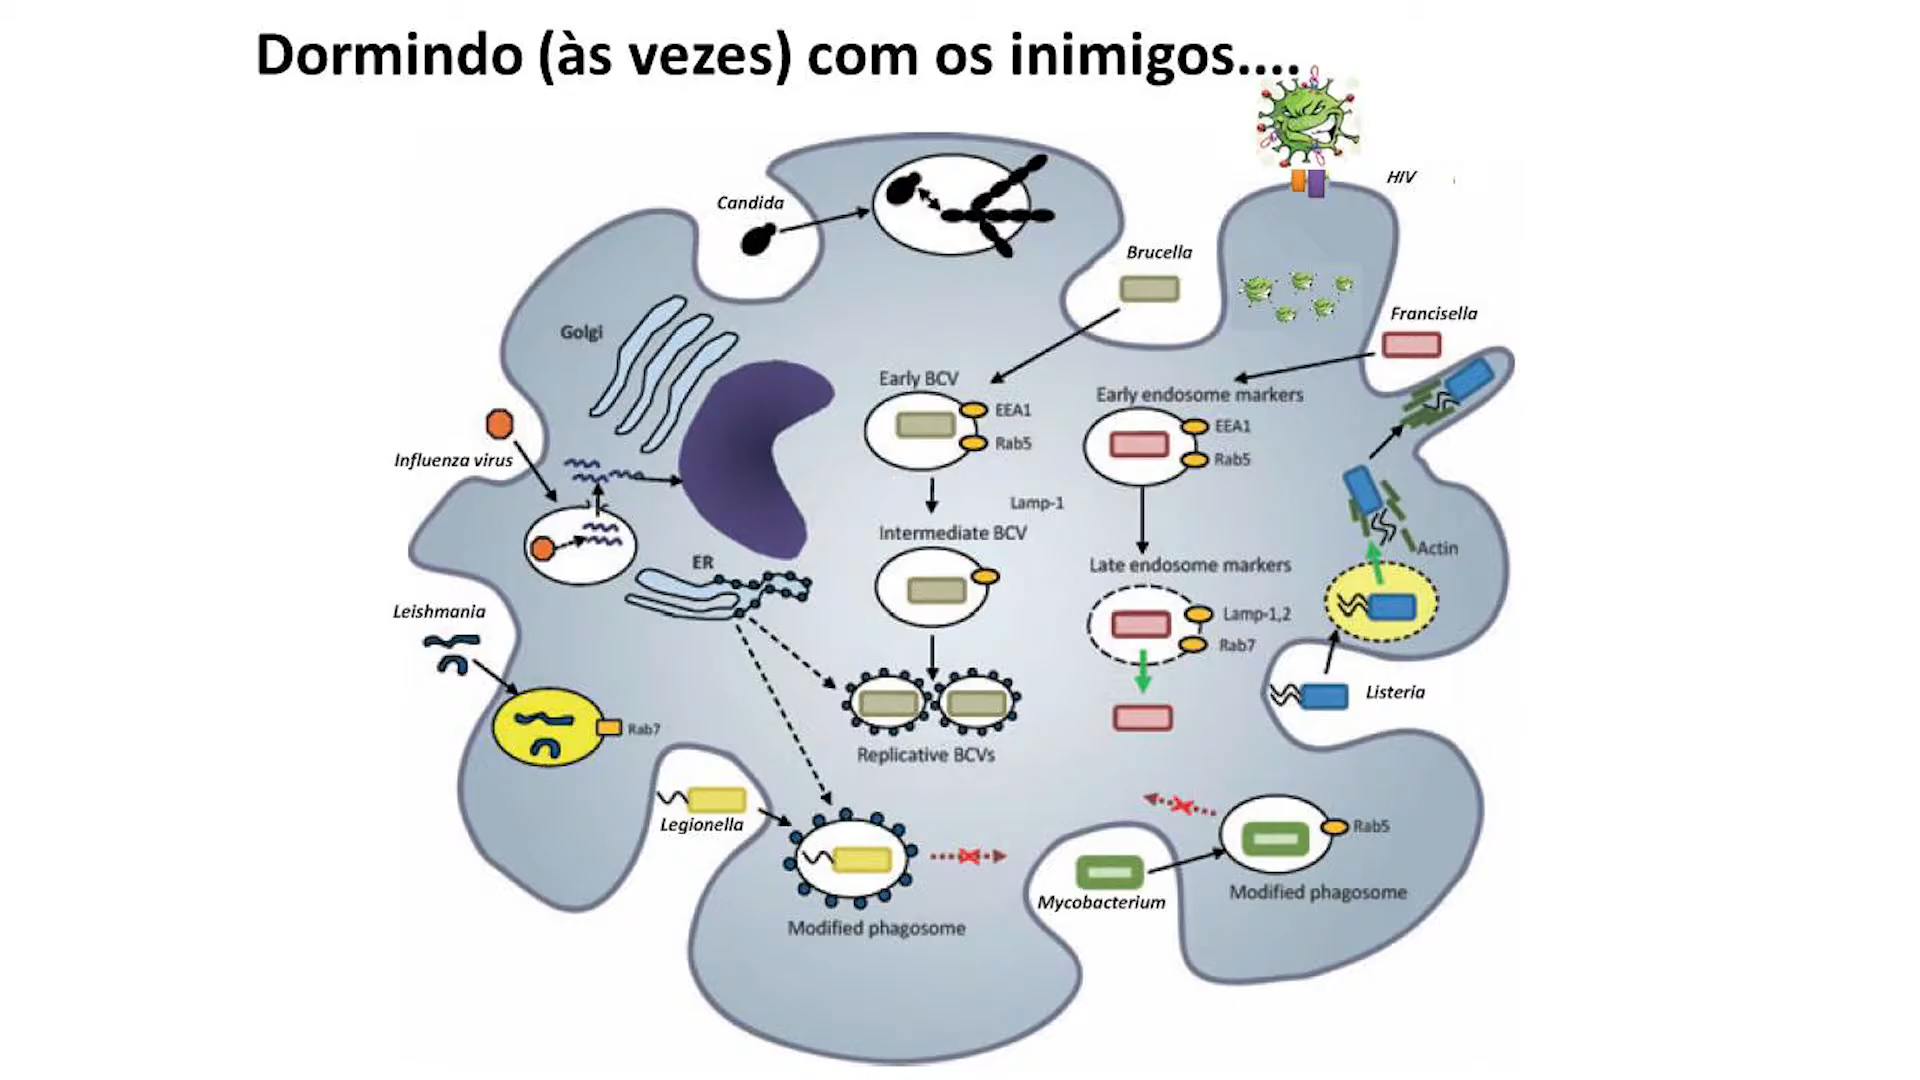 Dormindo (às vezes) com os inimigos....
HIV
Candida
Brucella
Francisella
Golgi
Early BCV
EEA1
Rab5
Early endosome markers
EEA1
Rab5
Influenza virus
Lamp-1
Intermediate BCV
Actin
ER
Late endosome markers
Leishmania
Lamp-1,2
Rab7
Listeria
Rab7
Replicative BCVs
Legionella
Rab5
Modified phagosome
Mycobacterium
Modified phagosome